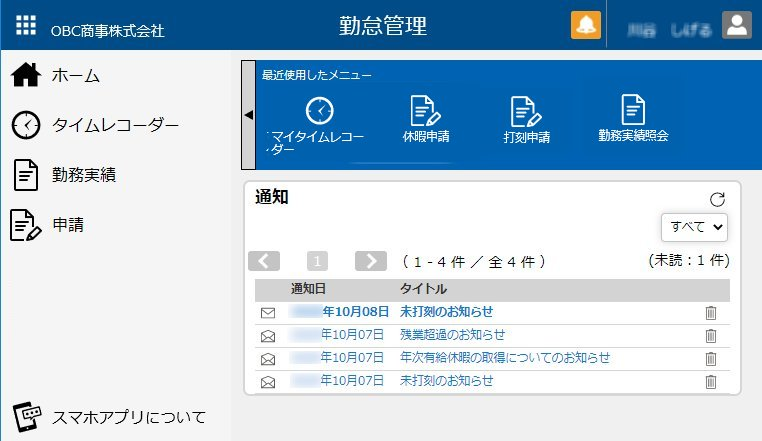 OBC商事株式会社
勤怠管理
ホーム
タイムレコーダー
勤務実績
申請
スマホアプリについて
最近使用したメニュー
マイタイムレコー
ダー
休暇申請
打刻申請
勤務実績照会
通知
すべて
1
( 1 - 4 件 / 全 4 件 )
(未読 : 1 件)
通知日 タイトル
年10月08日 未打刻のお知らせ
年10月07日 残業超過のお知らせ
年10月07日 年次有給休暇の取得についてのお知らせ
年10月07日 未打刻のお知らせ